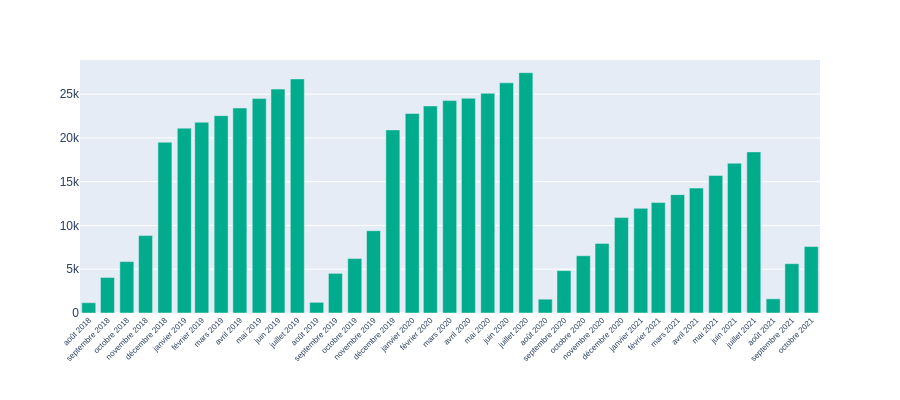 25k
20k
15k
10k
5k
0
août 2018
septembre 2018
octobre 2018
novembre 2018
décembre 2018
janvier 2019
février 2019
mars 2019
avril 2019
mai 2019
juin 2019
juillet 2019
août 2019
septembre 2019
octobre 2019
novembre 2019
décembre 2019
janvier 2020
février 2020
mars 2020
avril 2020
mai 2020
juin 2020
juillet 2020
août 2020
septembre 2020
octobre 2020
novembre 2020
décembre 2020
janvier 2021
février 2021
mars 2021
avril 2021
mai 2021
juin 2021
juillet 2021
août 2021
septembre 2021
octobre 2021